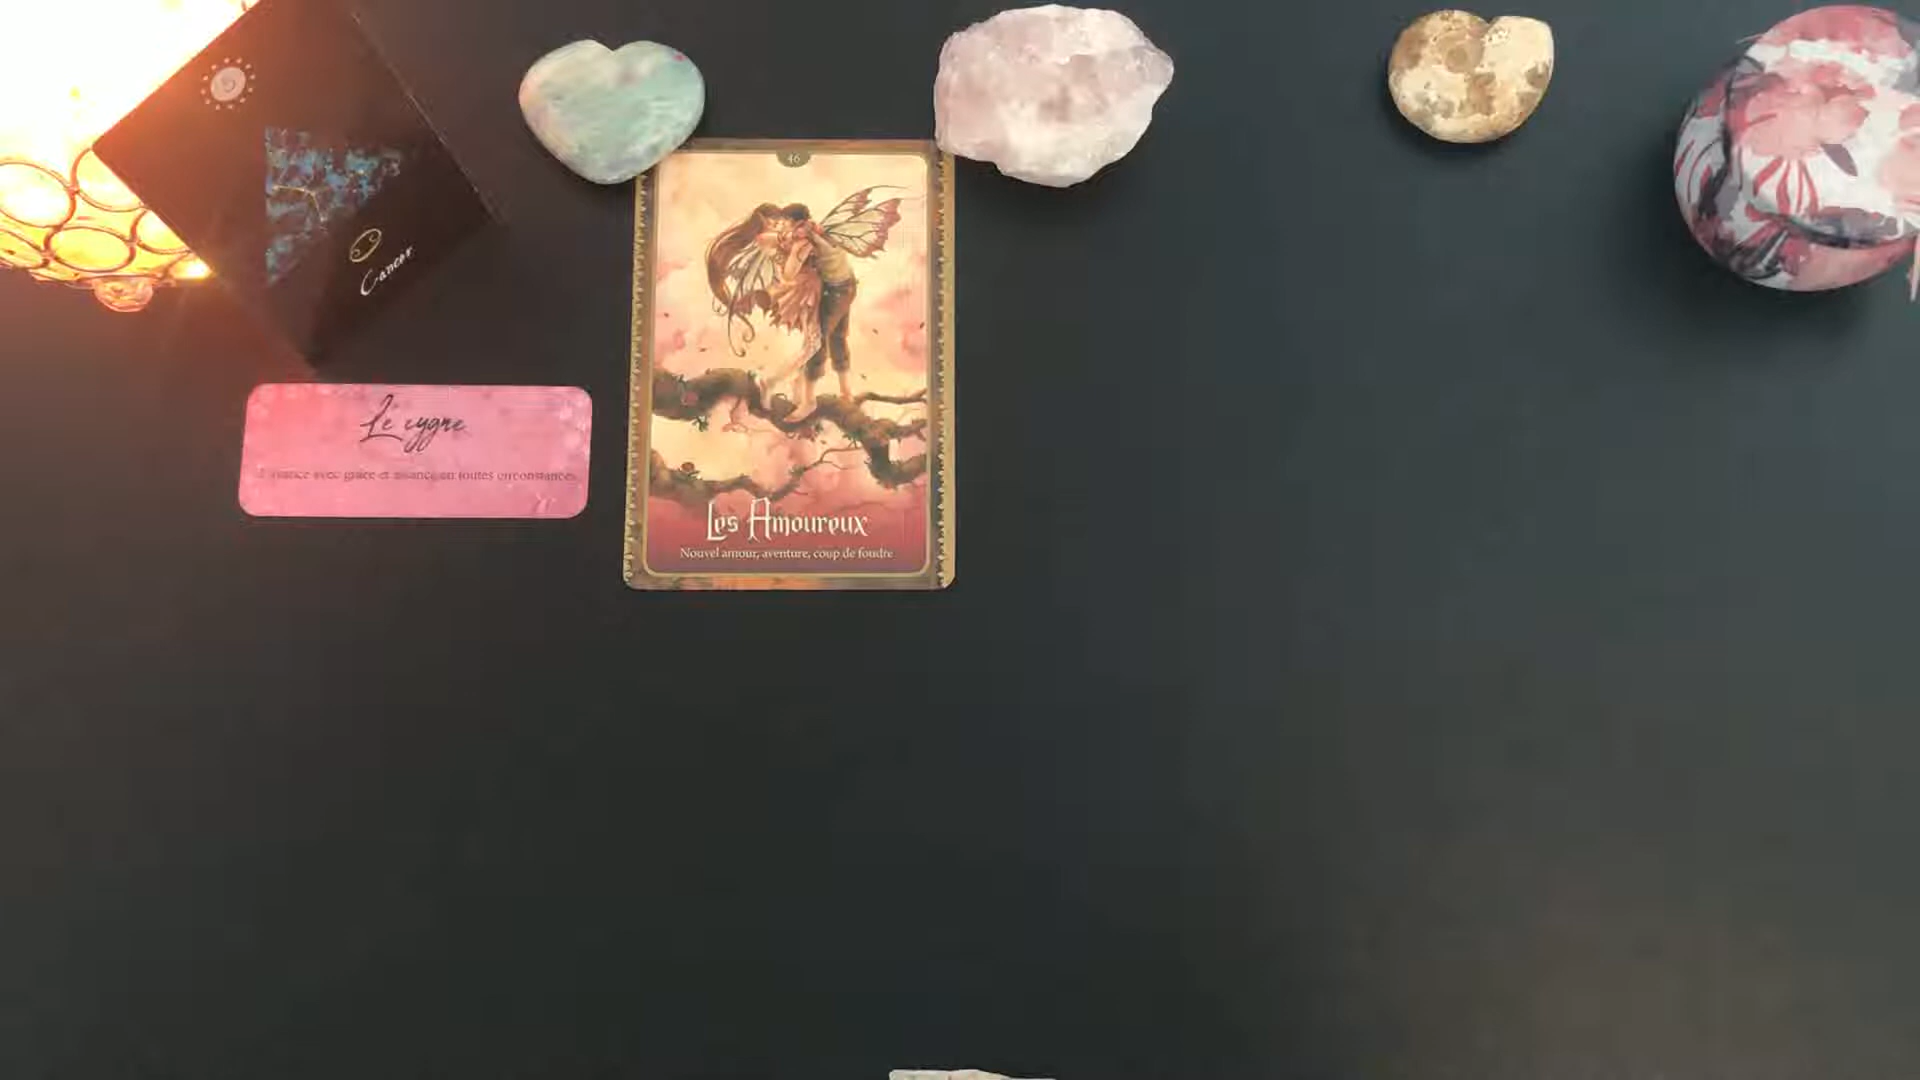 Cancer
Le cygne
avance avec grâce et aisance en toutes circonstances
46
Les Amoureux
Nouvel amour, aventure, coup de foudre